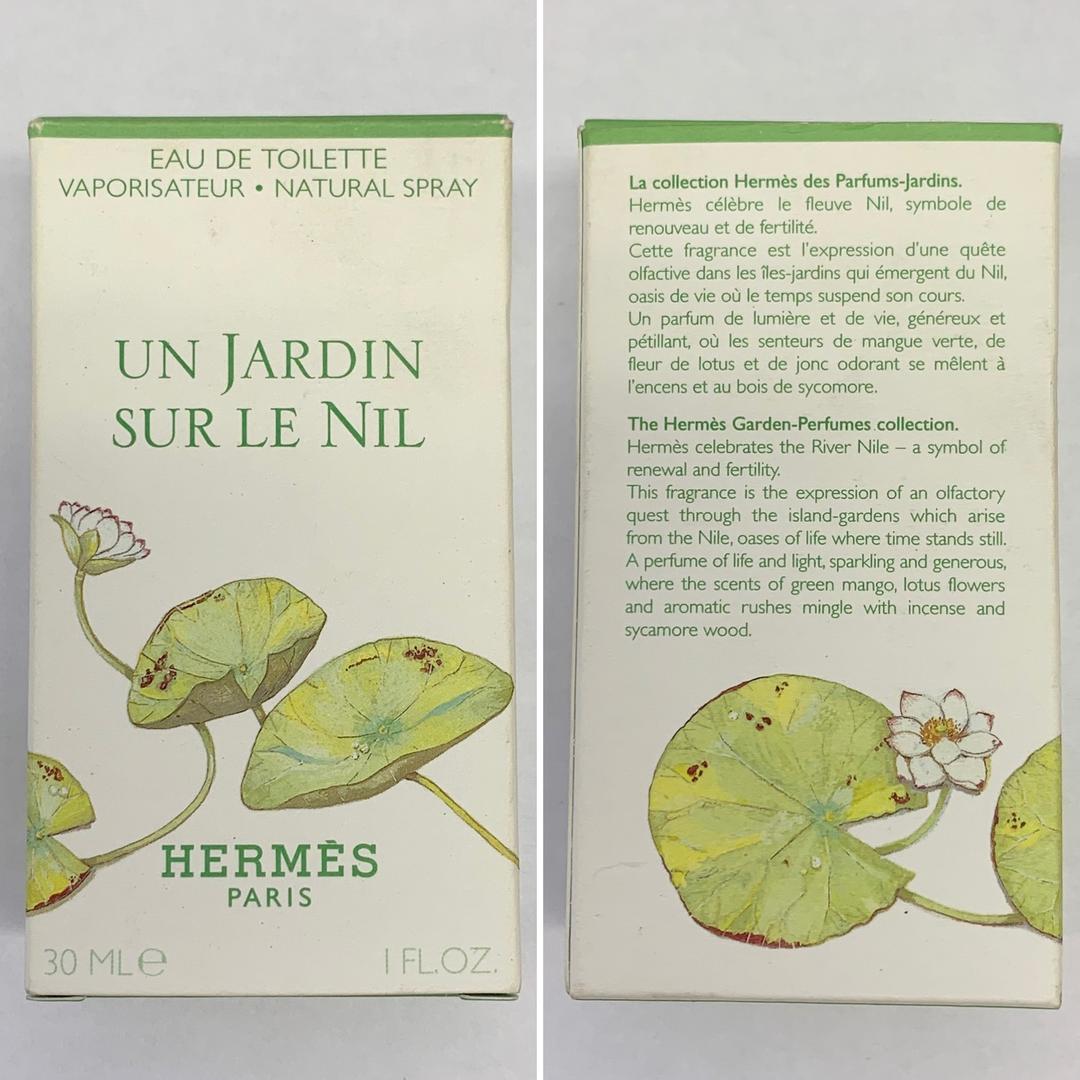 EAU DE TOILETTE
VAPORISATEUR • NATURAL SPRAY
UN JARDIN
SUR LE NIL
HERMÈS
PARIS
30 ML℮
1 FL.OZ.
La collection Hermès des Parfums-Jardins.
Hermès célèbre le fleuve Nil, symbole de
renouveau et de fertilité.
Cette fragrance est l'expression d'une quête
olfactive dans les îles-jardins qui émergent du Nil,
oasis de vie où le temps suspend son cours.
Un parfum de lumière et de vie, généreux et
pétillant, où les senteurs de mangue verte, de
fleur de lotus et de jonc odorant se mêlent à
l'encens et au bois de sycomore.
The Hermès Garden-Perfumes collection.
Hermès celebrates the River Nile – a symbol of
renewal and fertility.
This fragrance is the expression of an olfactory
quest through the island-gardens which arise
from the Nile, oases of life where time stands still.
A perfume of life and light, sparkling and generous,
where the scents of green mango, lotus flowers
and aromatic rushes mingle with incense and
sycamore wood.